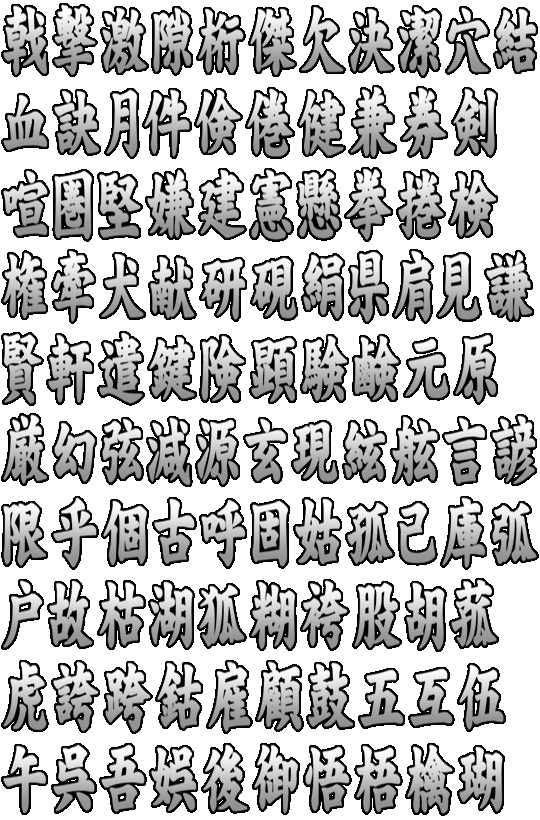 戟撃激隙桁傑欠決潔穴結
血訣月件倹倦健兼券剣
喧圏堅嫌建憲懸拳捲検
権牽犬献研硯絹県肩見謙
賢軒遣鍵険顕験鹸元原
厳幻弦減源玄現絃舷言諺
限乎個古呼固姑孤己庫弧
戸故枯湖狐糊袴股胡菰
虎誇跨鈷雇顧鼓五互伍
午呉吾娯後御悟梧檎瑚